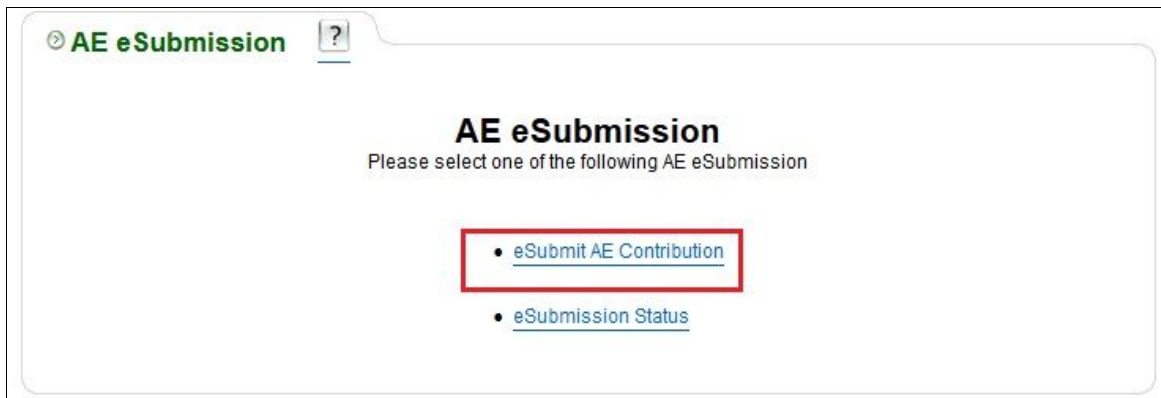 AE eSubmission ?
AE eSubmission
Please select one of the following AE eSubmission
• eSubmit AE Contribution
• eSubmission Status